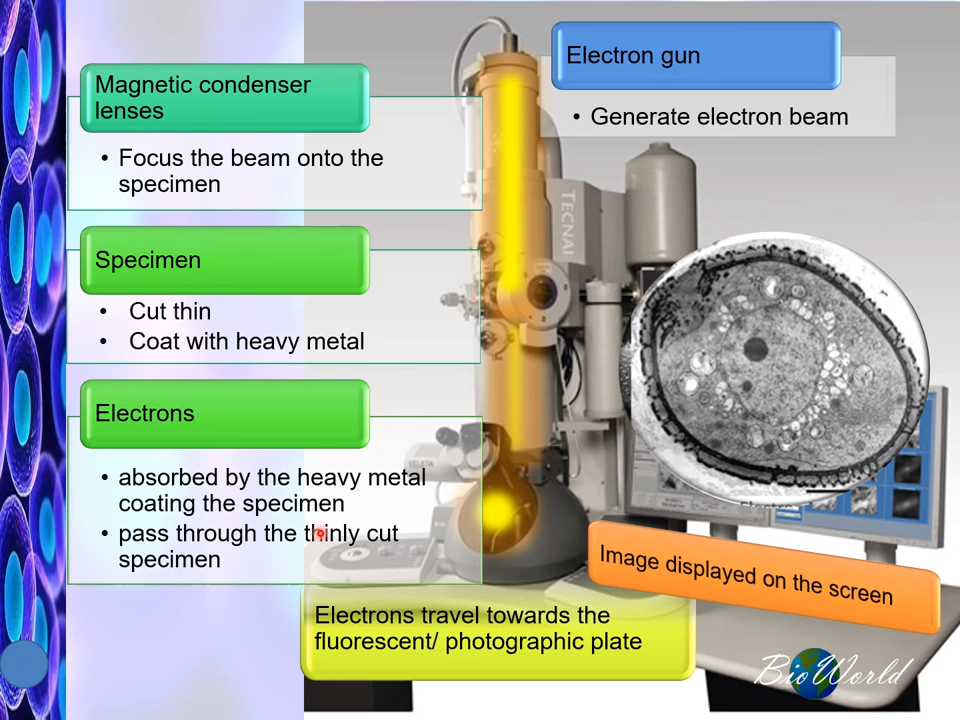 Electron gun
• Generate electron beam
Magnetic condenser
lenses
• Focus the beam onto the
specimen
Specimen
• Cut thin
• Coat with heavy metal
Electrons
• absorbed by the heavy metal
coating the specimen
• pass through the thinly cut
specimen
Electrons travel towards the
fluorescent/ photographic plate
Image displayed on the screen
TECNAI
VELETA
BioWorld